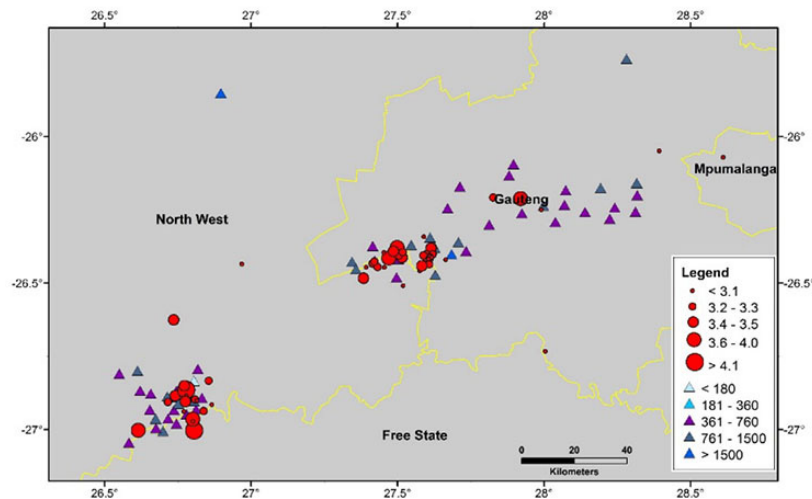 26.5° 27° 27.5° 28° 28.5°
-26° -26°
Mpumalanga
Gauteng
North West
-26.5° -26.5°
Legend
< 3.1
3.2 - 3.3
3.4 - 3.5
3.6 - 4.0
> 4.1
< 180
181 - 360
361 - 760
761 - 1500
> 1500
-27° -27°
Free State
0 20 40
Kilometers
26.5° 27° 27.5° 28° 28.5°